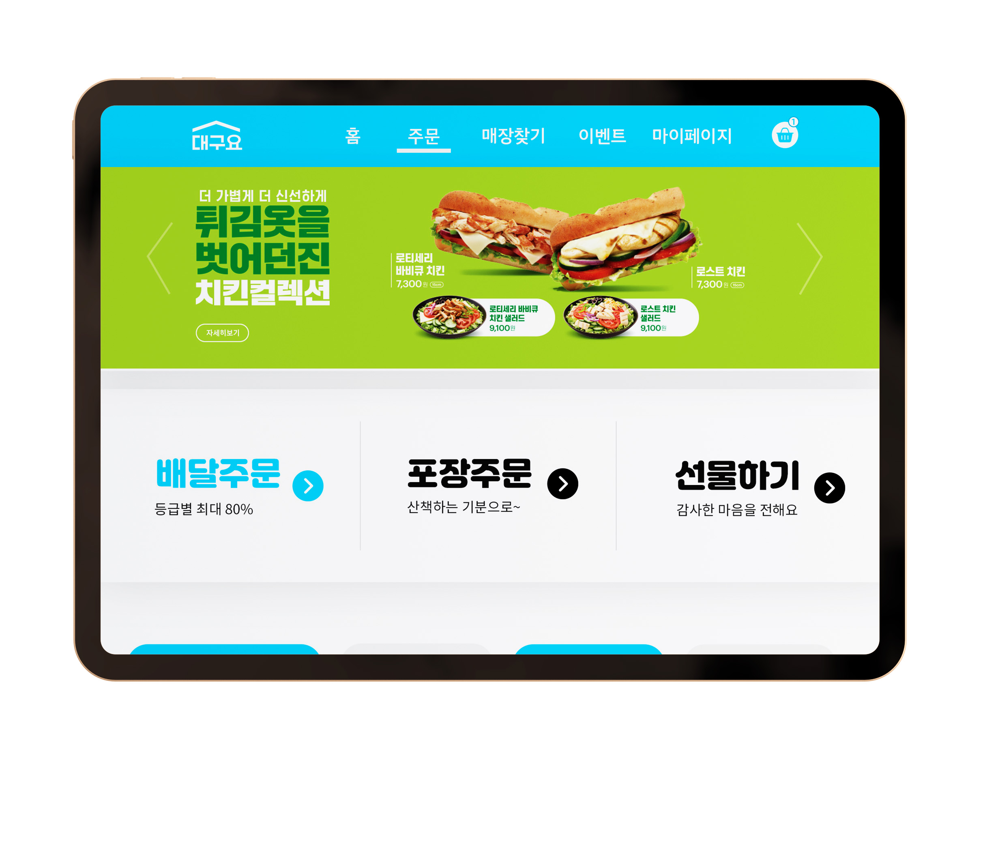 대구요
홈 주문 매장찾기 이벤트 마이페이지
1
더 가볍게 더 신선하게
튀김옷을
벗어던진
치킨컬렉션
자세히보기
로티세리
바비큐 치킨
7,300원 15cm
로스트 치킨
7,300원 15cm
로티세리 바비큐
치킨 샐러드
9,100원
로스트 치킨
샐러드
9,100원
배달주문
등급별 최대 80%
포장주문
산책하는 기분으로~
선물하기
감사한 마음을 전해요